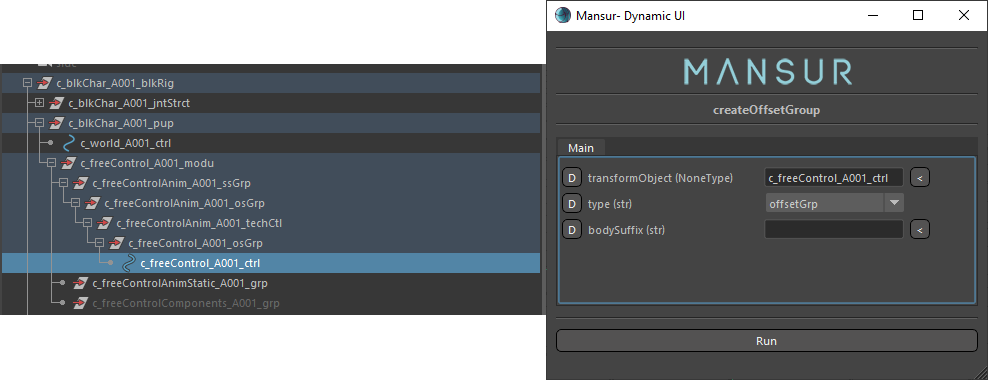 c_blkChar_A001_blkRig
c_blkChar_A001_jntStrct
c_blkChar_A001_pup
c_world_A001_ctrl
c_freeControl_A001_modu
c_freeControlAnim_A001_ssGrp
c_freeControlAnim_A001_osGrp
c_freeControlAnim_A001_techCtl
c_freeControl_A001_osGrp
c_freeControl_A001_ctrl
c_freeControlAnimStatic_A001_grp
c_freeControlComponents_A001_grp
Mansur- Dynamic UI
MANSUR
createOffsetGroup
Main
D transformObject (NoneType) c_freeControl_A001_ctrl <
D type (str) offsetGrp
D bodySuffix (str) <
Run